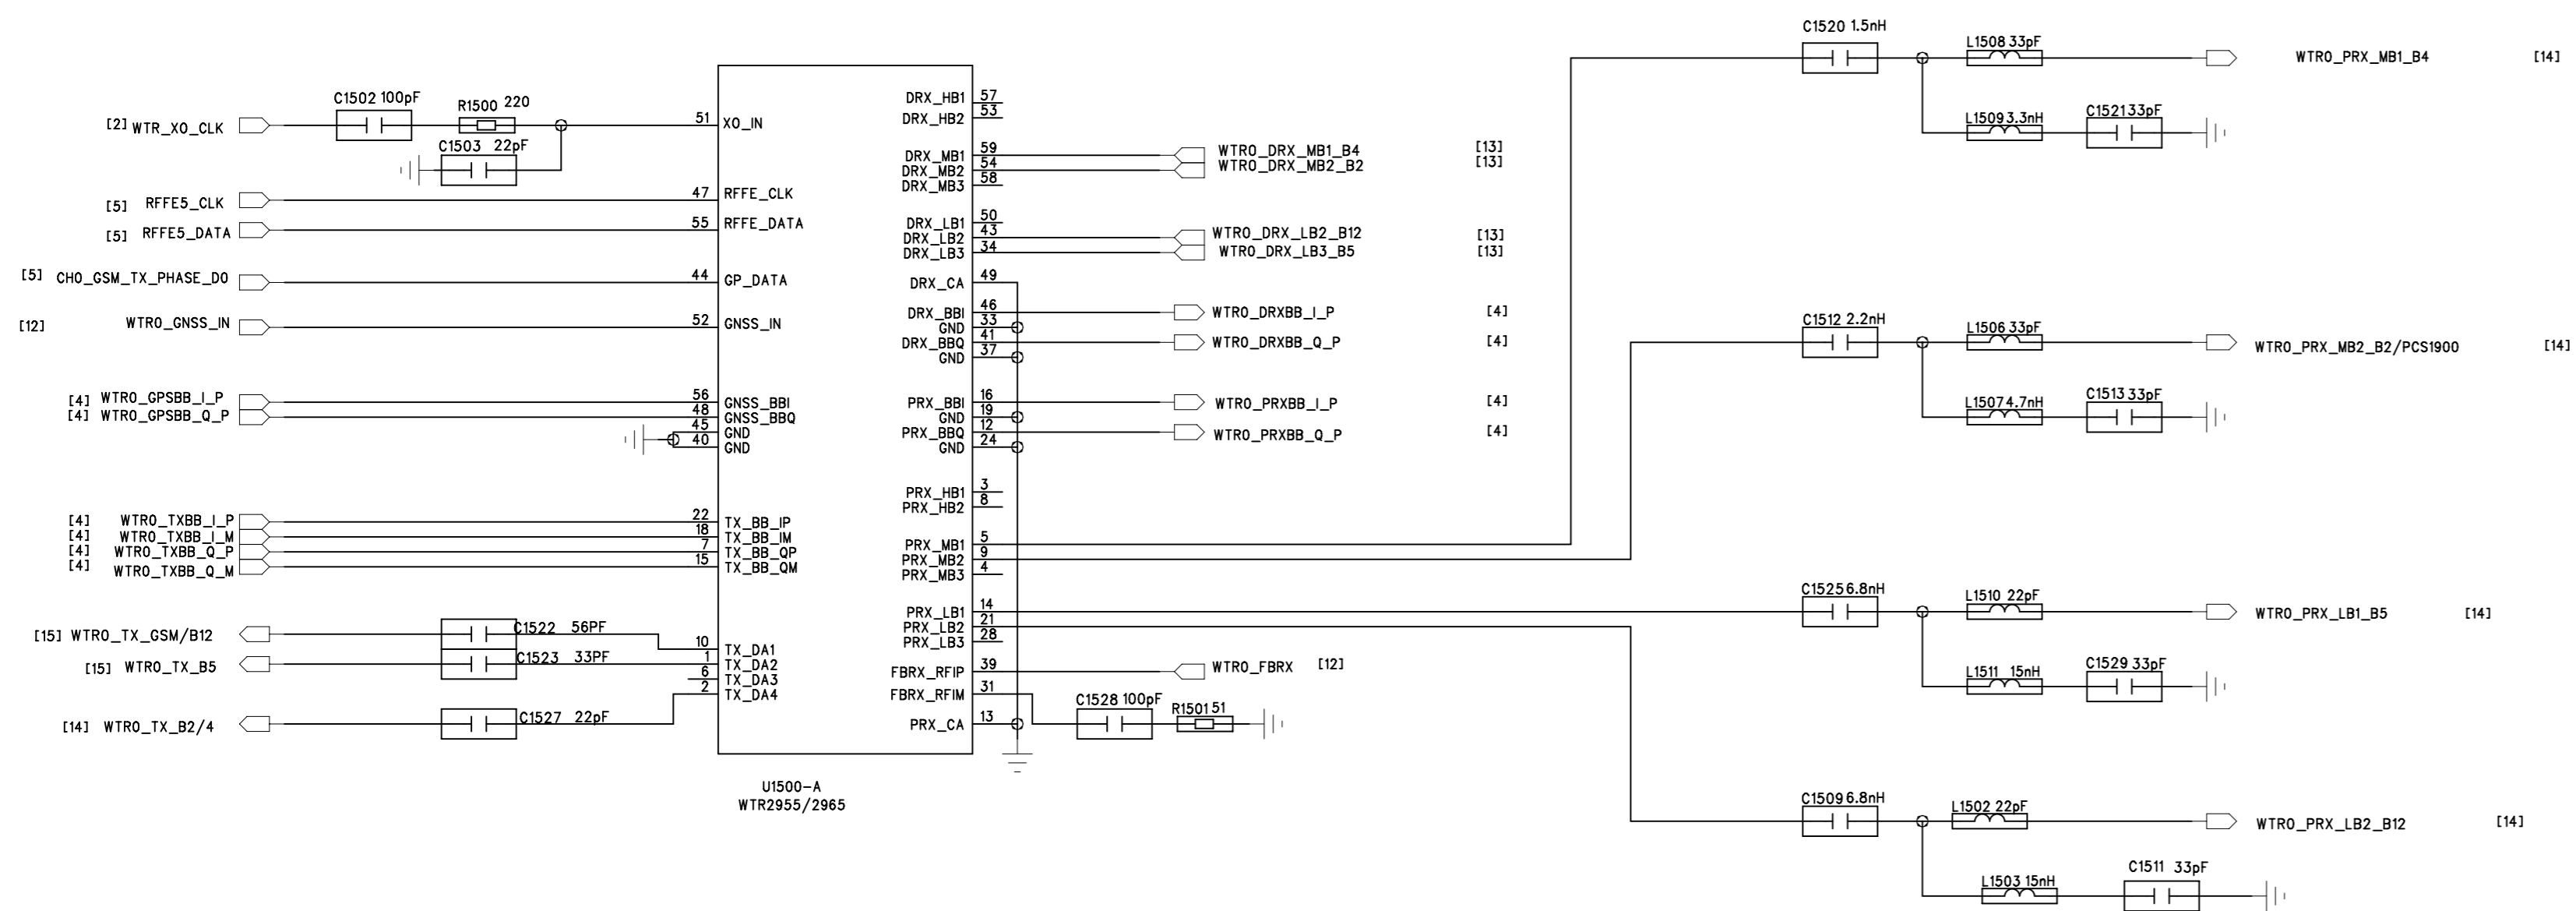 [2] WTR_XO_CLK
C1502 100pF
R1500 220
C1503 22pF
51 XO_IN
[5] RFFE5_CLK
47 RFFE_CLK
[5] RFFE5_DATA
55 RFFE_DATA
[5] CH0_GSM_TX_PHASE_D0
44 GP_DATA
[12] WTR0_GNSS_IN
52 GNSS_IN
[4] WTR0_GPSBB_I_P
56 GNSS_BBI
[4] WTR0_GPSBB_Q_P
48 GNSS_BBQ
45 GND
40 GND
[4] WTR0_TXBB_I_P
22 TX_BB_IP
[4] WTR0_TXBB_I_M
18 TX_BB_IM
[4] WTR0_TXBB_Q_P
7 TX_BB_QP
[4] WTR0_TXBB_Q_M
15 TX_BB_QM
[15] WTR0_TX_GSM/B12
C1522 56PF
10 TX_DA1
[15] WTR0_TX_B5
C1523 33PF
1 TX_DA2
6 TX_DA3
2 TX_DA4
[14] WTR0_TX_B2/4
C1527 22pF
U1500-A
WTR2955/2965
DRX_HB1 57
DRX_HB2 53
DRX_MB1 59
WTR0_DRX_MB1_B4 [13]
DRX_MB2 54
WTR0_DRX_MB2_B2 [13]
DRX_MB3 58
DRX_LB1 50
DRX_LB2 43
WTR0_DRX_LB2_B12 [13]
DRX_LB3 34
WTR0_DRX_LB3_B5 [13]
DRX_CA 49
DRX_BBI 46
WTR0_DRXBB_I_P [4]
GND 33
DRX_BBQ 41
WTR0_DRXBB_Q_P [4]
GND 37
PRX_BBI 16
WTR0_PRXBB_I_P [4]
GND 19
PRX_BBQ 12
WTR0_PRXBB_Q_P [4]
GND 24
PRX_HB1 3
PRX_HB2 8
PRX_MB1 5
PRX_MB2 9
PRX_MB3 4
PRX_LB1 14
PRX_LB2 21
PRX_LB3 28
FBRX_RFIP 39
WTR0_FBRX [12]
FBRX_RFIM 31
C1528 100pF
R1501 51
PRX_CA 13
C1520 1.5nH
L1508 33pF
WTR0_PRX_MB1_B4 [14]
L1509 3.3nH
C1521 33pF
C1512 2.2nH
L1506 33pF
WTR0_PRX_MB2_B2/PCS1900 [14]
L1507 4.7nH
C1513 33pF
C1525 6.8nH
L1510 22pF
WTR0_PRX_LB1_B5 [14]
L1511 15nH
C1529 33pF
C1509 6.8nH
L1502 22pF
WTR0_PRX_LB2_B12 [14]
L1503 15nH
C1511 33pF